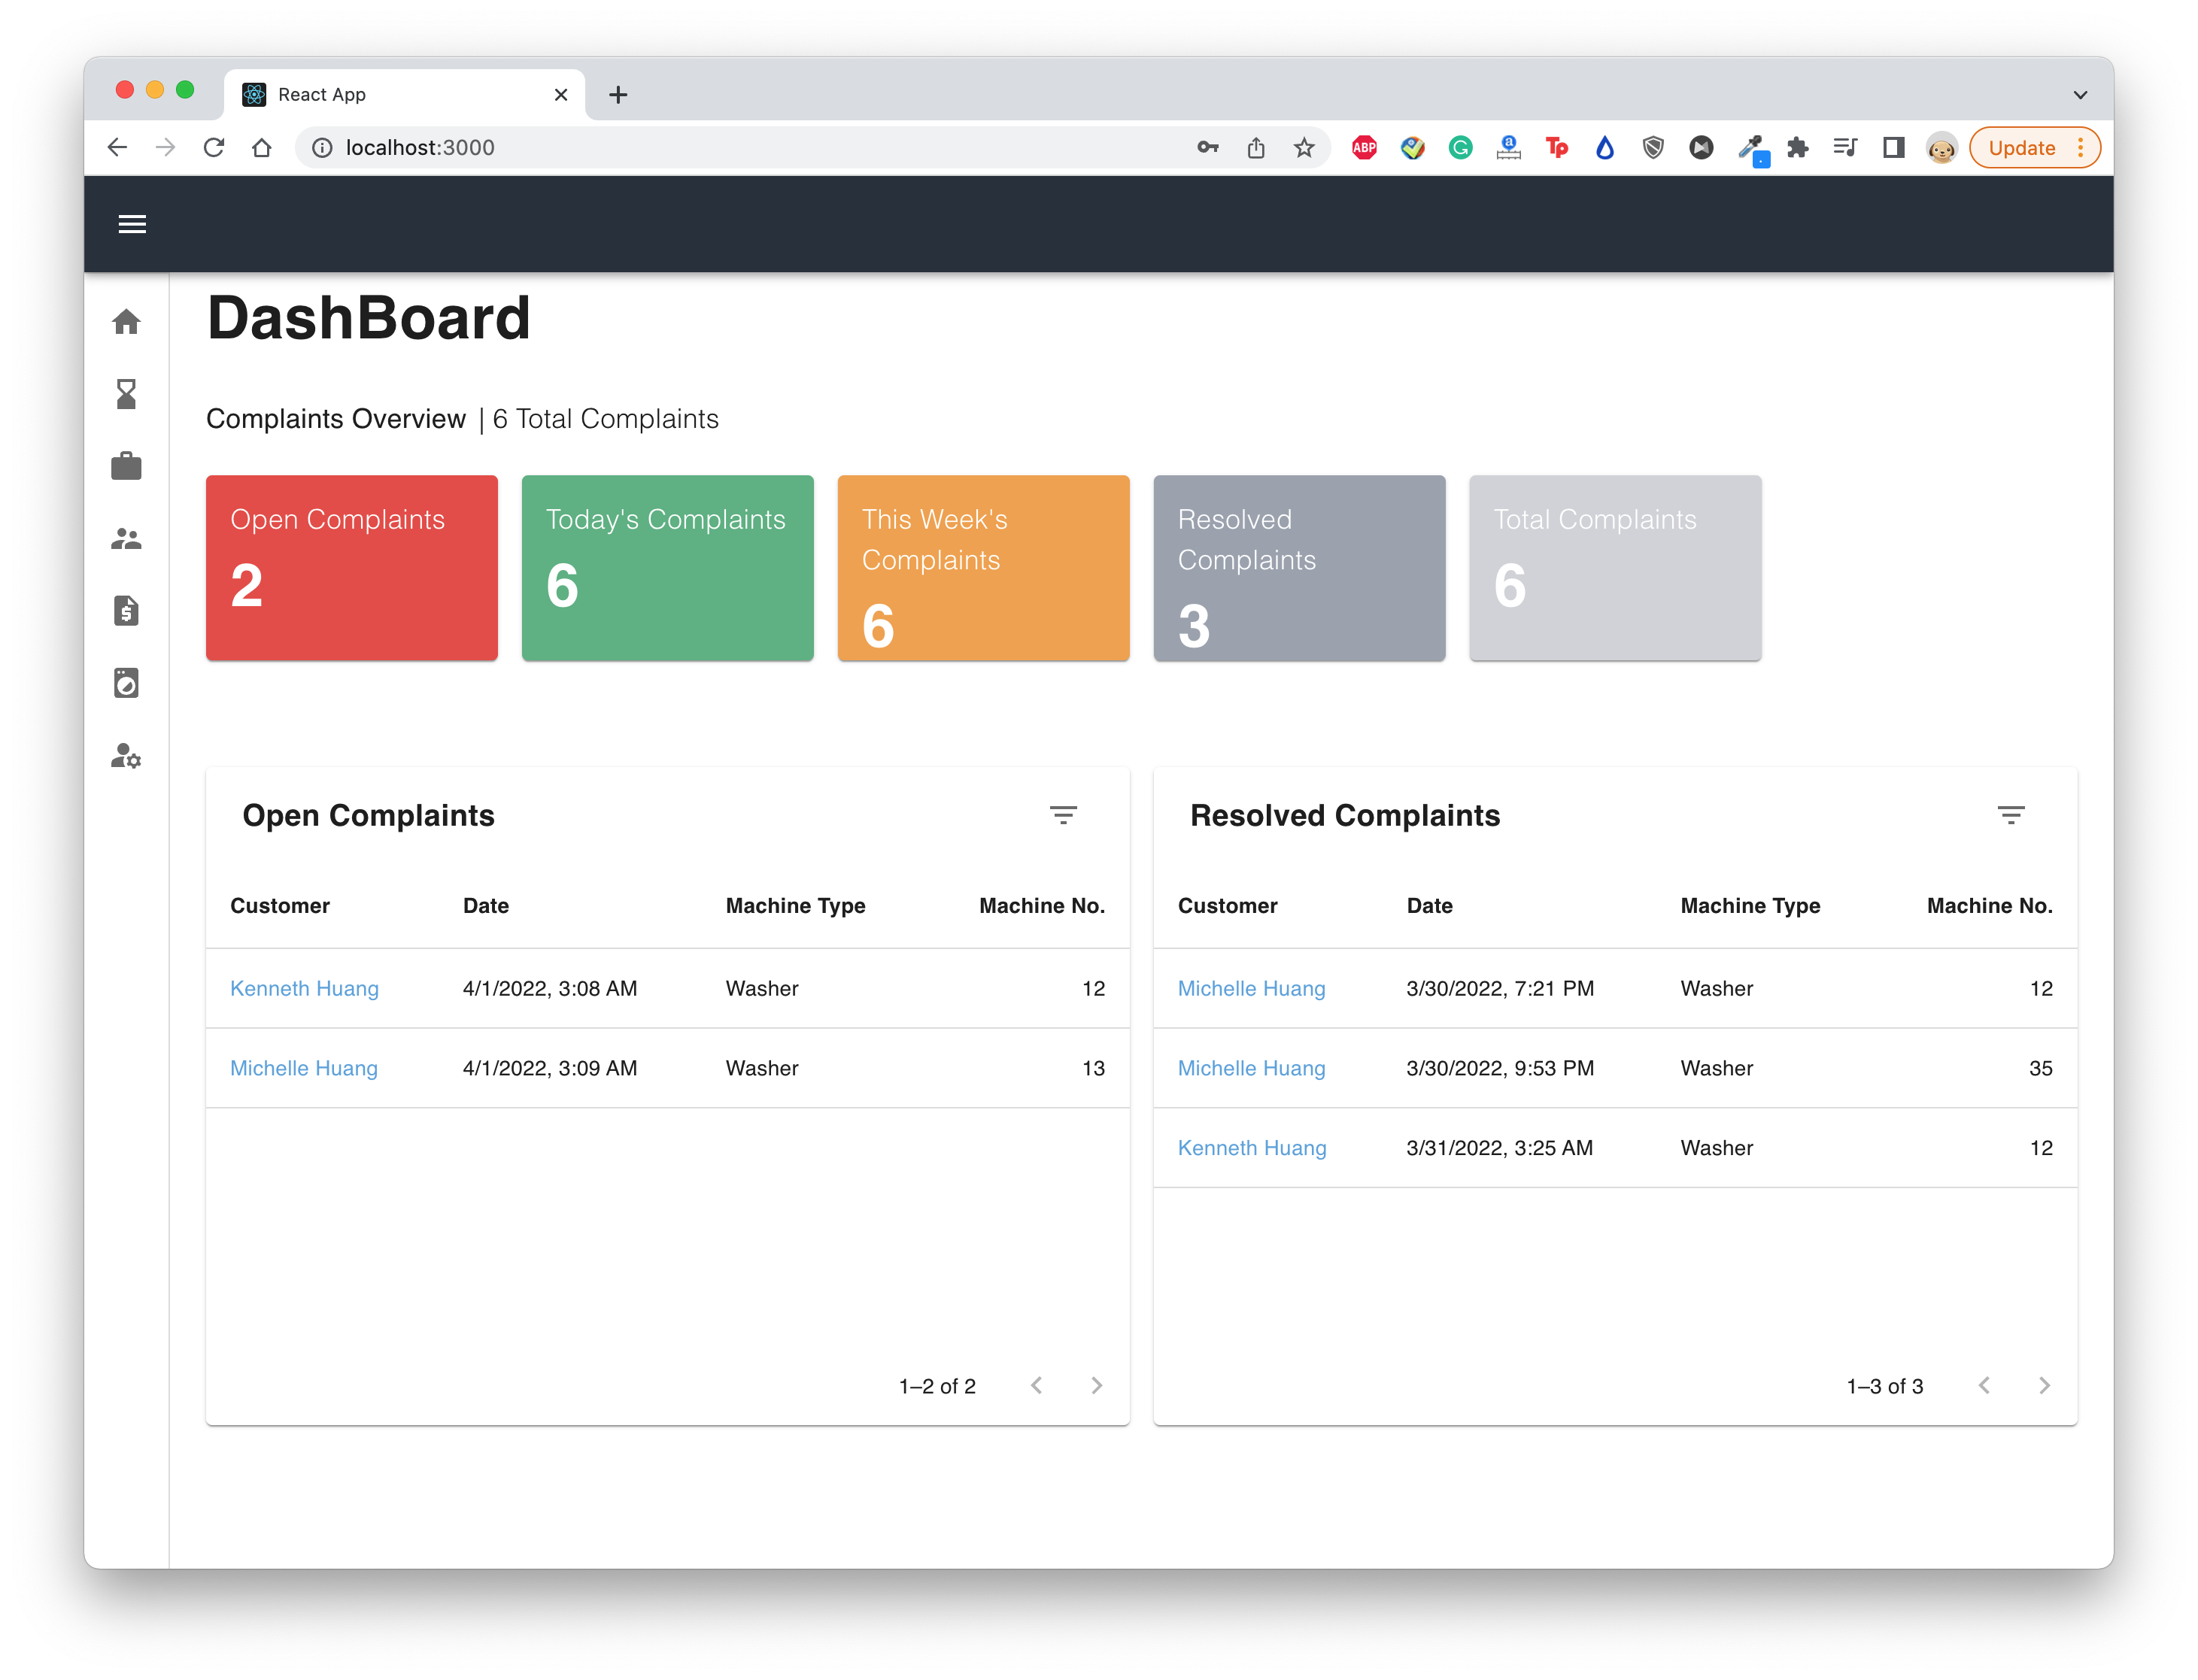 React App
localhost:3000
ABP
a
Tp
Update
DashBoard
Complaints Overview | 6 Total Complaints
Open Complaints
2
Today's Complaints
6
This Week's
Complaints
6
Resolved
Complaints
3
Total Complaints
6
Open Complaints
Customer Date Machine Type Machine No.
Kenneth Huang 4/1/2022, 3:08 AM Washer 12
Michelle Huang 4/1/2022, 3:09 AM Washer 13
1–2 of 2
Resolved Complaints
Customer Date Machine Type Machine No.
Michelle Huang 3/30/2022, 7:21 PM Washer 12
Michelle Huang 3/30/2022, 9:53 PM Washer 35
Kenneth Huang 3/31/2022, 3:25 AM Washer 12
1–3 of 3